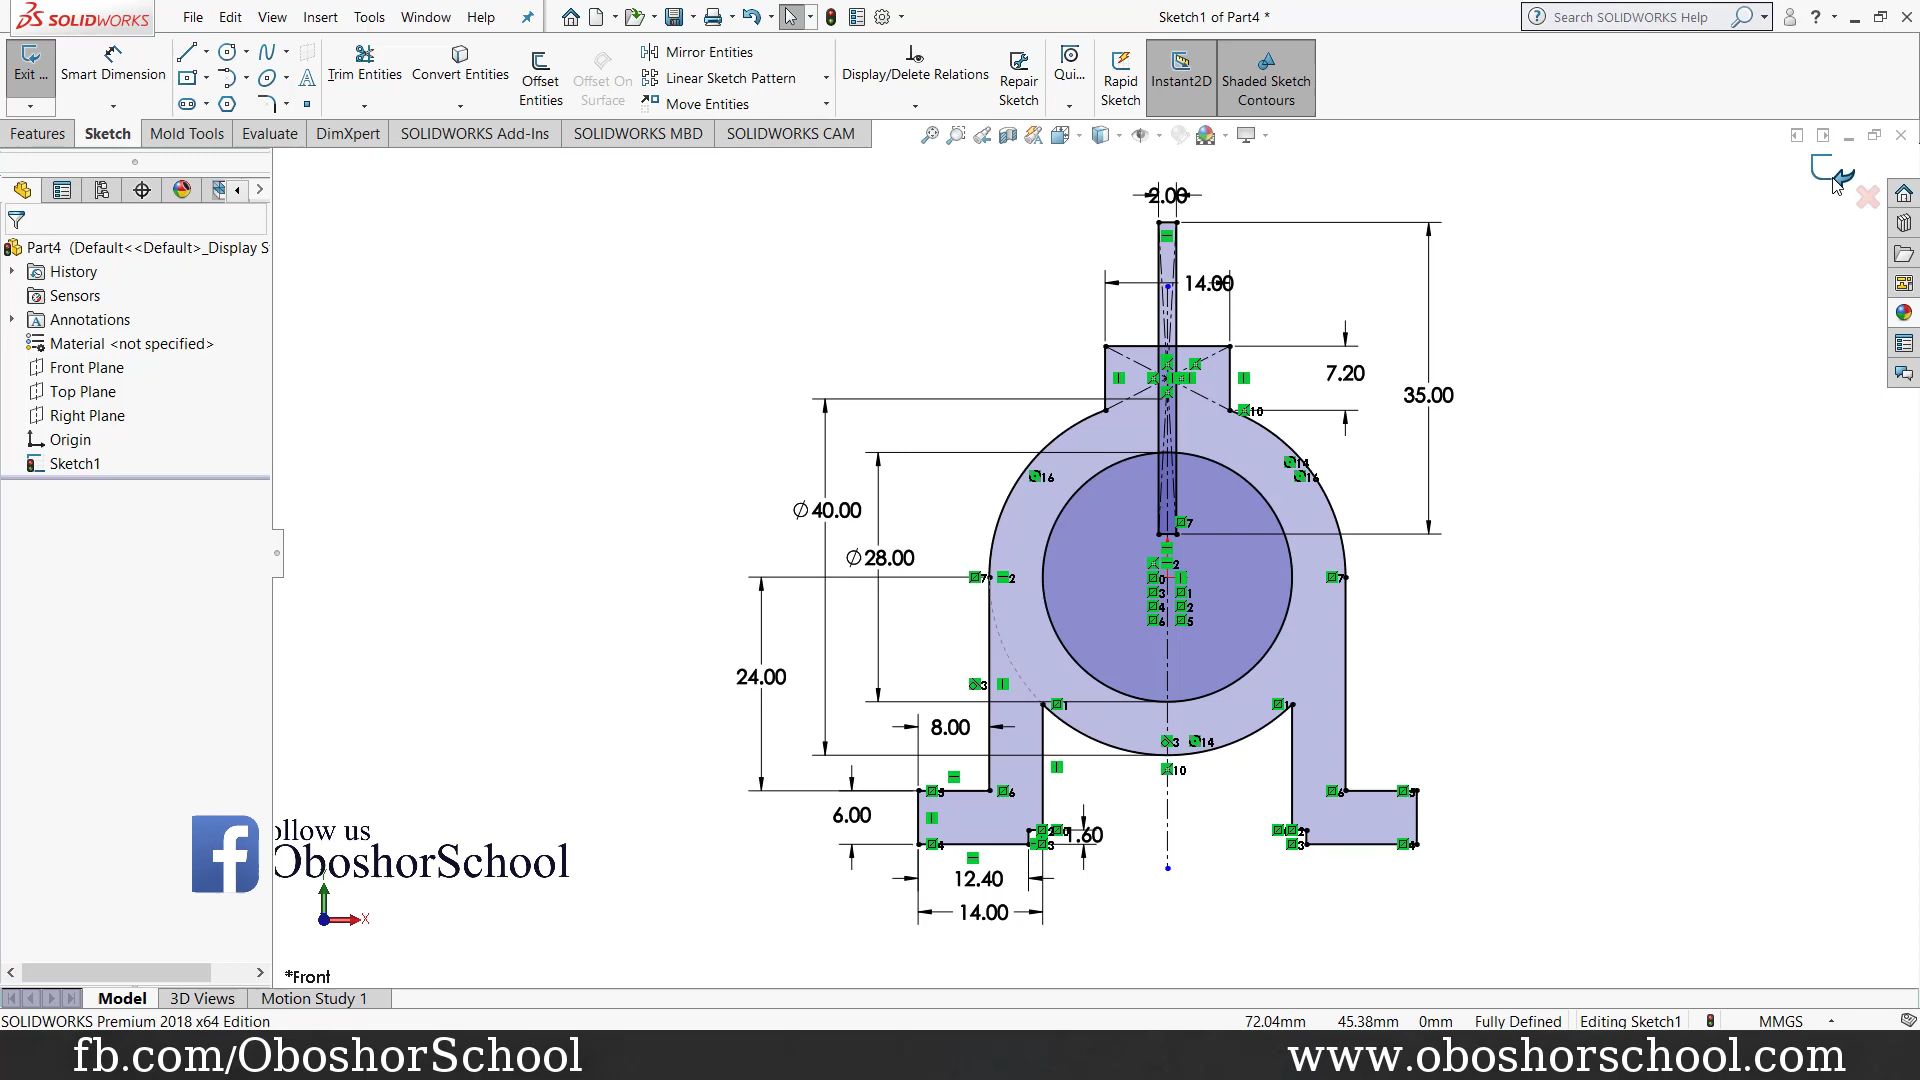 SOLIDWORKS
File Edit View Insert Tools Window Help
Sketch1 of Part4 *
Search SOLIDWORKS Help
Exit ...
Smart Dimension
Trim Entities
Convert Entities
Offset Entities
Offset On Surface
Mirror Entities
Linear Sketch Pattern
Move Entities
Display/Delete Relations
Repair Sketch
Qui...
Rapid Sketch
Instant2D
Shaded Sketch Contours
Features Sketch Mold Tools Evaluate DimXpert SOLIDWORKS Add-Ins SOLIDWORKS MBD SOLIDWORKS CAM
Part4 (Default<<Default>_Display S
History
Sensors
Annotations
Material <not specified>
Front Plane
Top Plane
Right Plane
Origin
Sketch1
2.00
14.00
7.20
35.00
∅40.00
∅28.00
24.00
8.00
6.00
1.60
12.40
14.00
ollow us
OboshorSchool
X
*Front
Model 3D Views Motion Study 1
SOLIDWORKS Premium 2018 x64 Edition
72.04mm 45.38mm 0mm Fully Defined Editing Sketch1 MMGS
fb.com/OboshorSchool
www.oboshorschool.com